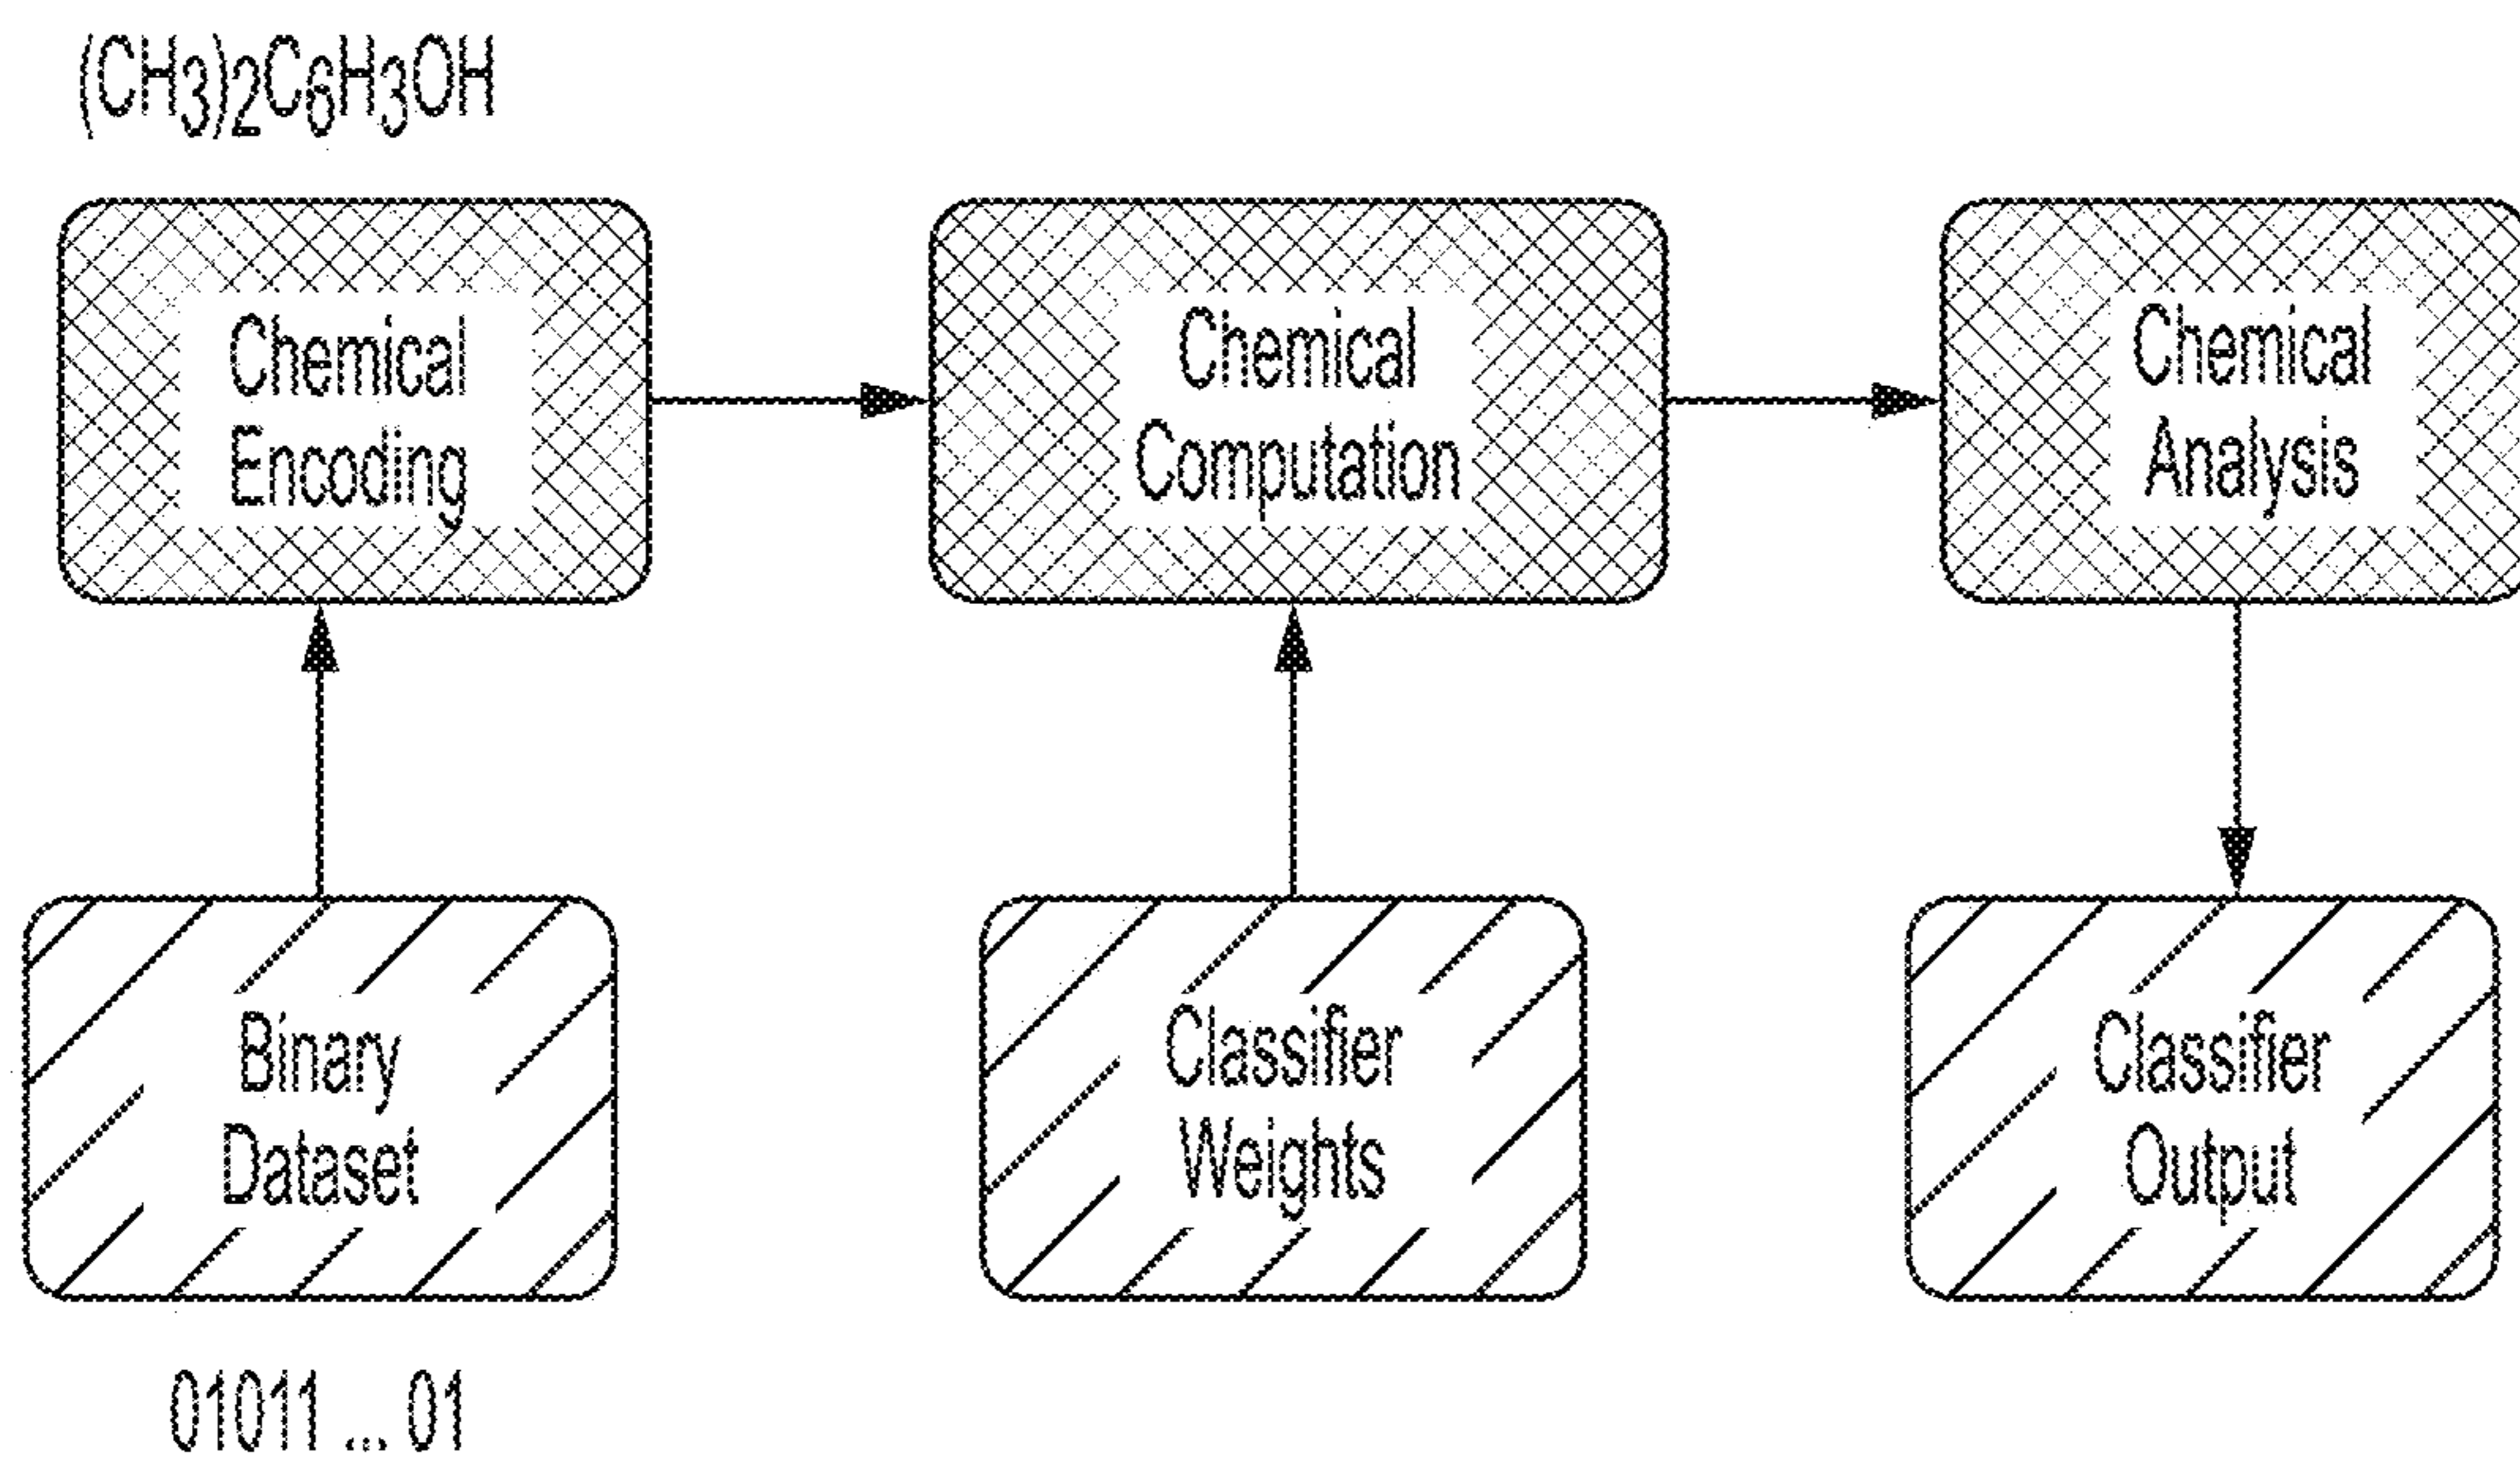 (CH3)2C6H3OH
Chemical
Encoding
Chemical
Computation
Chemical
Analysis
Binary
Dataset
Classifier
Weights
Classifier
Output
01011 ... 01